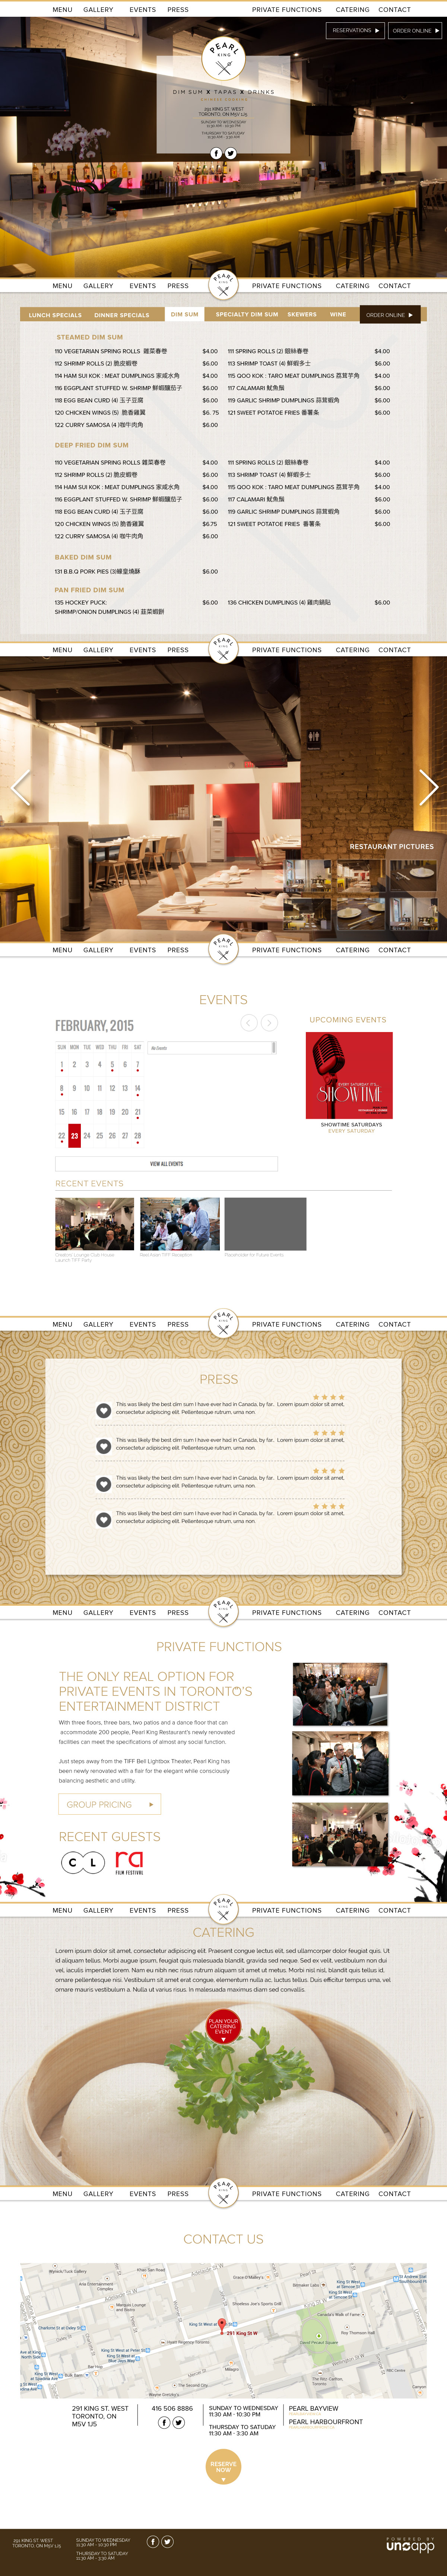 MENU GALLERY EVENTS PRESS PRIVATE FUNCTIONS CATERING CONTACT
RESERVATIONS ORDER ONLINE
PEARL
KING
DIM SUM X TAPAS X DRINKS
291 KING ST. WEST
TORONTO, ON M5V 1J5
SUNDAY TO WEDNESDAY
11:30 AM - 10:30 PM
THURSDAY TO SATUDAY
11:30 AM - 3:30 AM
MENU GALLERY EVENTS PRESS PEARL KING PRIVATE FUNCTIONS CATERING CONTACT
LUNCH SPECIALS DINNER SPECIALS DIM SUM SPECIALTY DIM SUM SKEWERS WINE ORDER ONLINE
STEAMED DIM SUM
110 VEGETARIAN SPRING ROLLS 雜菜春卷 $4.00 111 SPRING ROLLS (2) 銀絲春卷 $4.00
112 SHRIMP ROLLS (2) 脆皮蝦卷 $6.00 113 SHRIMP TOAST (4) 鮮蝦多士 $6.00
114 HAM SUI KOK : MEAT DUMPLINGS 家咸水角 $4.00 115 QOO KOK : TARO MEAT DUMPLINGS 荔茸芋角 $4.00
116 EGGPLANT STUFFED W. SHRIMP 鮮蝦釀茄子 $6.00 117 CALAMARI 魷魚鬚 $6.00
118 EGG BEAN CURD (4) 玉子豆腐 $6.00 119 GARLIC SHRIMP DUMPLINGS 蒜茸蝦角 $6.00
120 CHICKEN WINGS (5) 脆香雞翼 $6. 75 121 SWEET POTATOE FRIES 番薯條 $6.00
122 CURRY SAMOSA (4 )咖牛肉角 $6.00
DEEP FRIED DIM SUM
110 VEGETARIAN SPRING ROLLS 雜菜春卷 $4.00 111 SPRING ROLLS (2) 銀絲春卷 $4.00
112 SHRIMP ROLLS (2) 脆皮蝦卷 $6.00 113 SHRIMP TOAST (4) 鮮蝦多士 $6.00
114 HAM SUI KOK : MEAT DUMPLINGS 家咸水角 $4.00 115 QOO KOK : TARO MEAT DUMPLINGS 荔茸芋角 $4.00
116 EGGPLANT STUFFED W. SHRIMP 鮮蝦釀茄子 $6.00 117 CALAMARI 魷魚鬚 $6.00
118 EGG BEAN CURD (4) 玉子豆腐 $6.00 119 GARLIC SHRIMP DUMPLINGS 蒜茸蝦角 $6.00
120 CHICKEN WINGS (5) 脆香雞翼 $6.75 121 SWEET POTATOE FRIES 番薯條 $6.00
122 CURRY SAMOSA (4) 咖牛肉角 $6.00
BAKED DIM SUM
131 B.B.Q PORK PIES (3)蠔皇燒酥 $6.00
PAN FRIED DIM SUM
135 HOCKEY PUCK: $6.00 136 CHICKEN DUMPLINGS (4) 雞肉鍋貼 $6.00
SHRIMP/ONION DUMPLINGS (4) 韮菜蝦餅
MENU GALLERY EVENTS PRESS PEARL KING PRIVATE FUNCTIONS CATERING CONTACT
RESTAURANT PICTURES
MENU GALLERY EVENTS PRESS PEARL KING PRIVATE FUNCTIONS CATERING CONTACT
EVENTS
FEBRUARY, 2015
UPCOMING EVENTS
SUN MON TUE WED THU FRI SAT
All Events
1 2 3 4 5 6 7
8 9 10 11 12 13 14
15 16 17 18 19 20 21
22 23 24 25 26 27 28
EVERY SATURDAY IT'S...
SHOWTIME
SHOWTIME SATURDAYS
EVERY SATURDAY
VIEW ALL EVENTS
RECENT EVENTS
Creators' Lounge Club House
Launch TIFF Party
Reel Asian TIFF Reception
Placeholder for Future Events
MENU GALLERY EVENTS PRESS PEARL KING PRIVATE FUNCTIONS CATERING CONTACT
PRESS
This was likely the best dim sum I have ever had in Canada, by far. Lorem ipsum dolor sit amet,
consectetur adipiscing elit. Pellentesque rutrum, urna non.
This was likely the best dim sum I have ever had in Canada, by far. Lorem ipsum dolor sit amet,
consectetur adipiscing elit. Pellentesque rutrum, urna non.
This was likely the best dim sum I have ever had in Canada, by far. Lorem ipsum dolor sit amet,
consectetur adipiscing elit. Pellentesque rutrum, urna non.
This was likely the best dim sum I have ever had in Canada, by far. Lorem ipsum dolor sit amet,
consectetur adipiscing elit. Pellentesque rutrum, urna non.
MENU GALLERY EVENTS PRESS PEARL KING PRIVATE FUNCTIONS CATERING CONTACT
PRIVATE FUNCTIONS
THE ONLY REAL OPTION FOR
PRIVATE EVENTS IN TORONTO'S
ENTERTAINMENT DISTRICT
With three floors, three bars, two patios and a dance floor that can
accommodate 200 people, Pearl King Restaurant's newly renovated
facilities can meet the specifications of almost any social function.
Just steps away from the TIFF Bell Lightbox Theater, Pearl King has
been newly renovated with a flair for the elegant while consciously
balancing aesthetic and utility.
GROUP PRICING
RECENT GUESTS
C L
ra
FILM FESTIVAL
MENU GALLERY EVENTS PRESS PEARL KING PRIVATE FUNCTIONS CATERING CONTACT
CATERING
Lorem ipsum dolor sit amet, consectetur adipiscing elit. Praesent congue lectus elit, sed ullamcorper dolor feugiat quis. Ut
id aliquam tellus. Morbi augue ipsum, feugiat quis malesuada blandit, gravida sed neque. Sed ex velit, vestibulum non dui
vel, iaculis imperdiet lorem. Nam eu nibh nec risus rutrum aliquam sit amet ut metus. Morbi nisl nisl, blandit quis tellus id,
ornare pellentesque nisi. Vestibulum sit amet erat congue, elementum nulla ac, luctus tellus. Duis efficitur tempus urna, vel
ornare mauris vestibulum a. Nulla ut varius risus. In malesuada maximus diam sed convallis.
PLAN YOUR
CATERING
EVENT
MENU GALLERY EVENTS PRESS PEARL KING PRIVATE FUNCTIONS CATERING CONTACT
CONTACT US
291 King St W
291 KING ST. WEST
TORONTO, ON
M5V 1J5
416 506 8886
SUNDAY TO WEDNESDAY
11:30 AM - 10:30 PM
THURSDAY TO SATUDAY
11:30 AM - 3:30 AM
PEARL BAYVIEW
PEARL HARBOURFRONT
RESERVE
NOW
291 KING ST. WEST
TORONTO, ON M5V 1J5
SUNDAY TO WEDNESDAY
11:30 AM - 10:30 PM
THURSDAY TO SATUDAY
11:30 AM - 3:30 AM
POWERED BY
unoapp